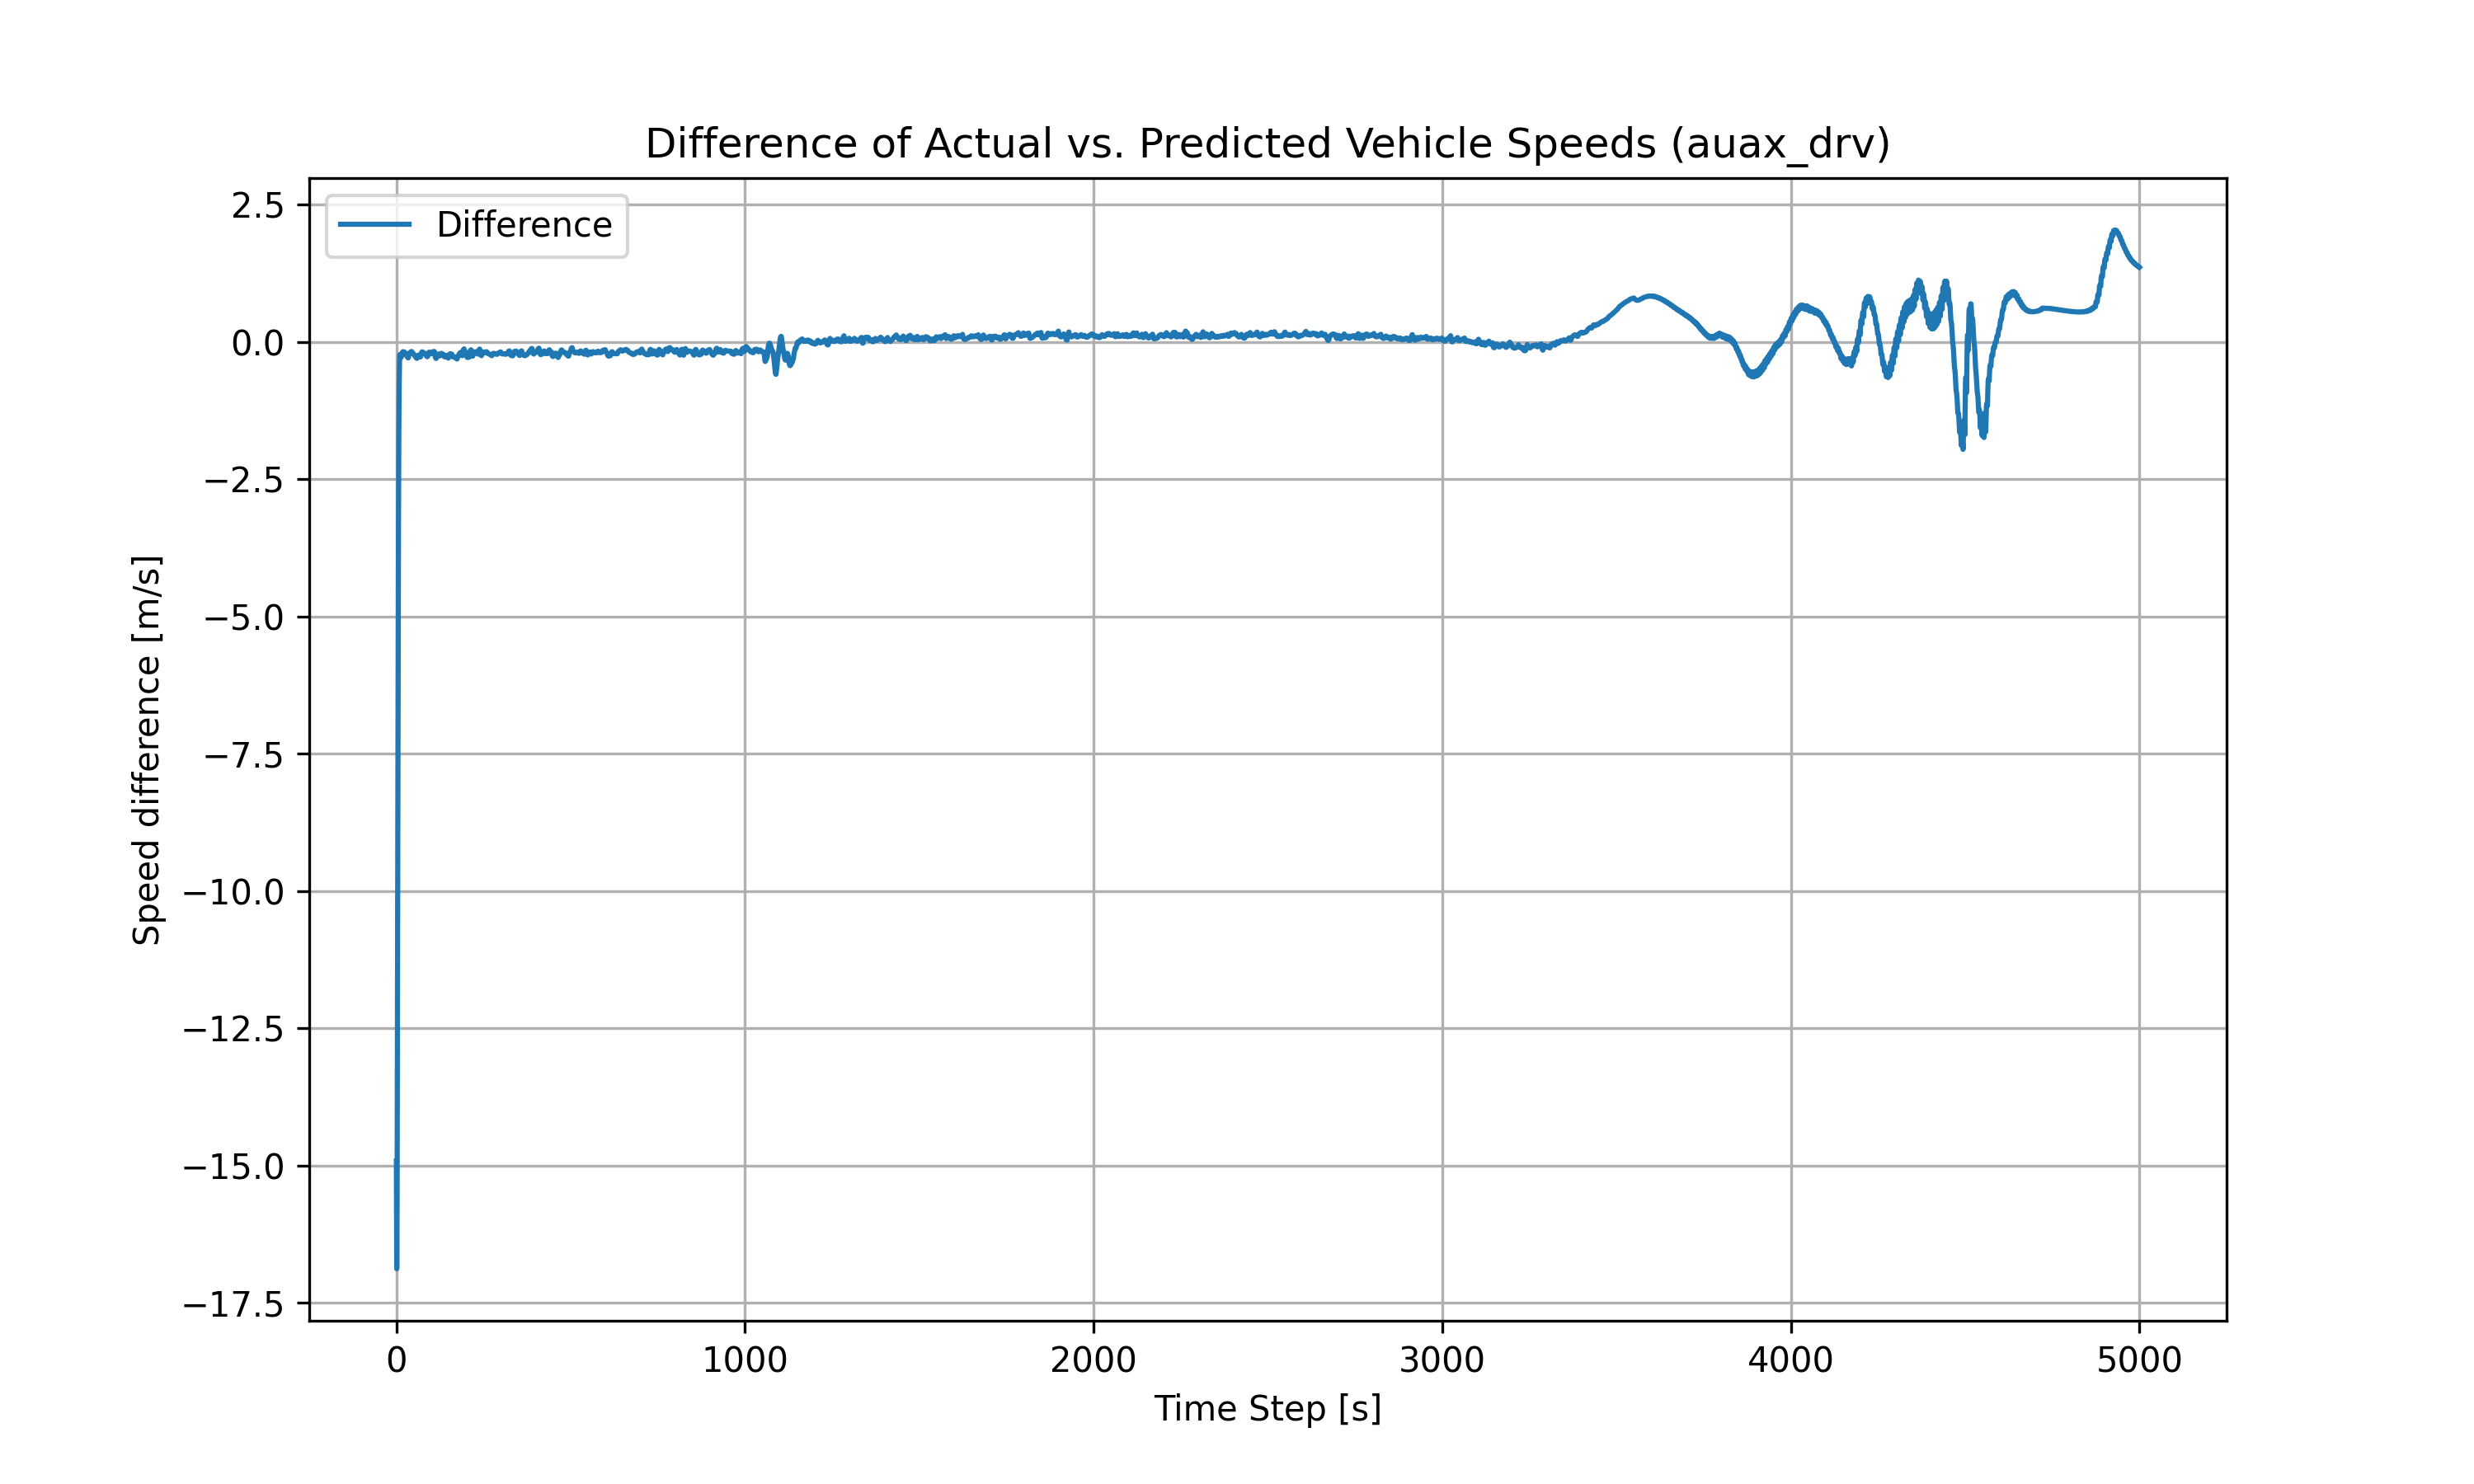 Difference of Actual vs. Predicted Vehicle Speeds (auax_drv)
Difference
2.5
0.0
−2.5
−5.0
−7.5
−10.0
−12.5
−15.0
−17.5
Speed difference [m/s]
0 1000 2000 3000 4000 5000
Time Step [s]